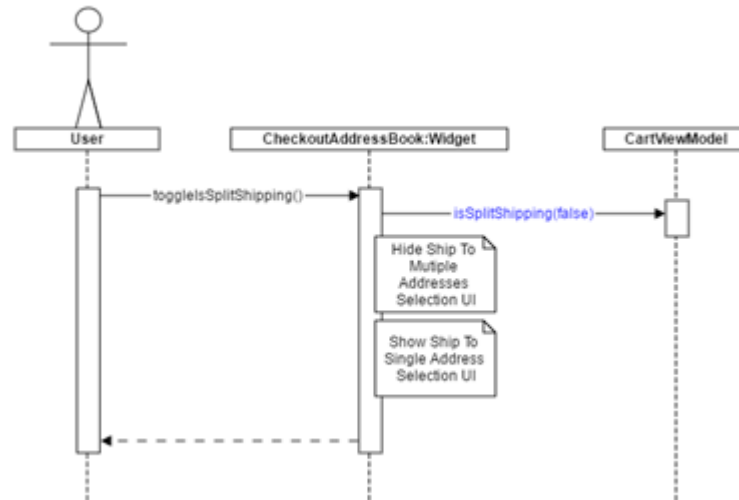 User
CheckoutAddressBook:Widget
CartViewModel
toggleIsSplitShipping()
isSplitShipping(false)
Hide Ship To
Mutiple
Addresses
Selection UI
Show Ship To
Single Address
Selection UI